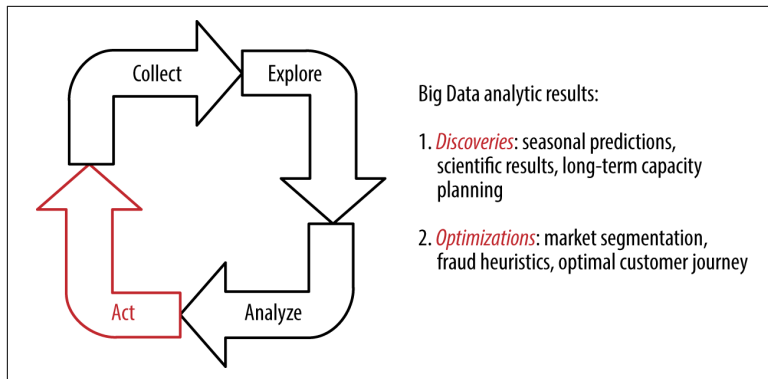 Collect
Explore
Analyze
Act
Big Data analytic results:
1. Discoveries: seasonal predictions,
scientific results, long-term capacity
planning
2. Optimizations: market segmentation,
fraud heuristics, optimal customer journey